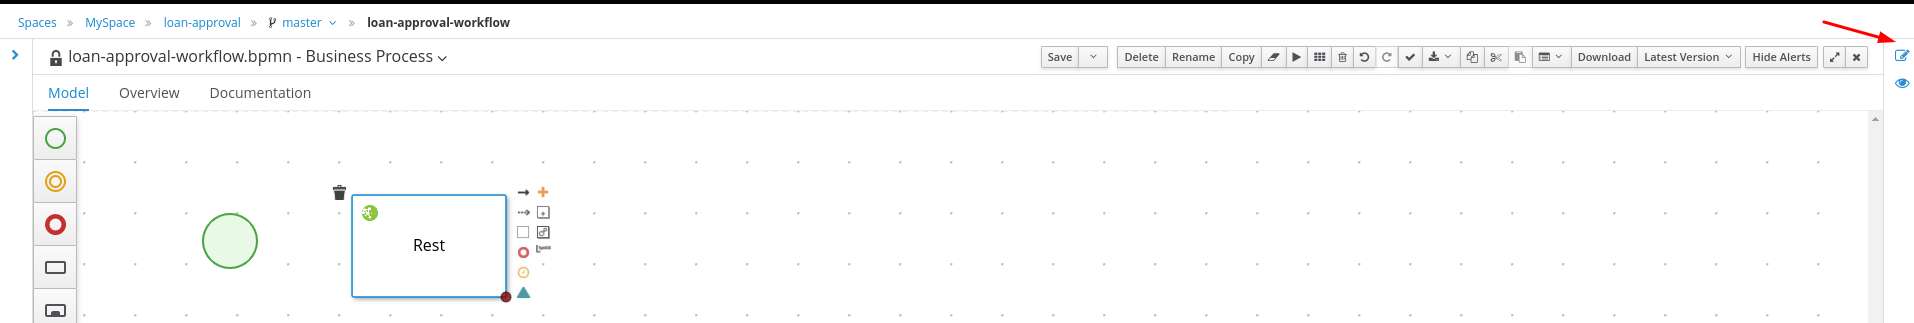 Spaces » MySpace » loan-approval » master » loan-approval-workflow
loan-approval-workflow.bpmn - Business Process
Save Delete Rename Copy Download Latest Version Hide Alerts
Model Overview Documentation
Rest